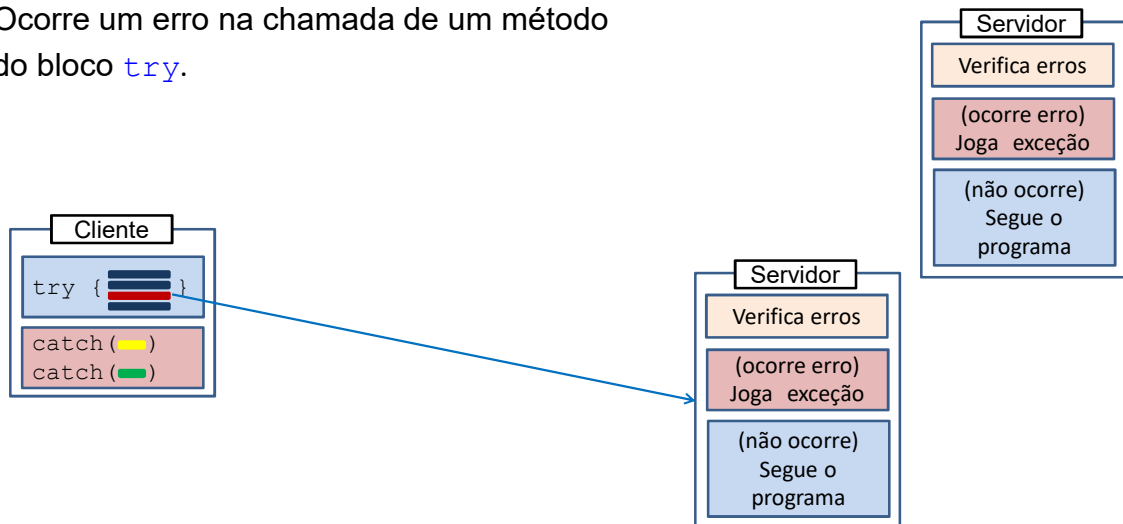 Ocorre um erro na chamada de um método
do bloco try.
Servidor
Verifica erros
(ocorre erro)
Joga exceção
(não ocorre)
Segue o
programa
Cliente
try { }
catch( )
catch( )
Servidor
Verifica erros
(ocorre erro)
Joga exceção
(não ocorre)
Segue o
programa